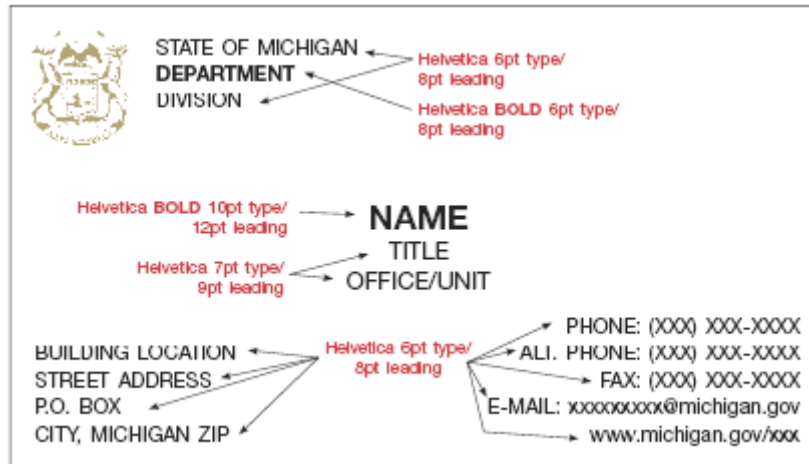 STATE OF MICHIGAN
DEPARTMENT
DIVISION
Helvetica 6pt type/
8pt leading
Helvetica BOLD 6pt type/
8pt leading
Helvetica BOLD 10pt type/
12pt leading
NAME
TITLE
OFFICE/UNIT
Helvetica 7pt type/
9pt leading
BUILDING LOCATION
STREET ADDRESS
P.O. BOX
CITY, MICHIGAN ZIP
Helvetica 6pt type/
8pt leading
PHONE: (XXX) XXX-XXXX
ALT. PHONE: (XXX) XXX-XXXX
FAX: (XXX) XXX-XXXX
E-MAIL: xxxxxxxxx@michigan.gov
www.michigan.gov/xxx